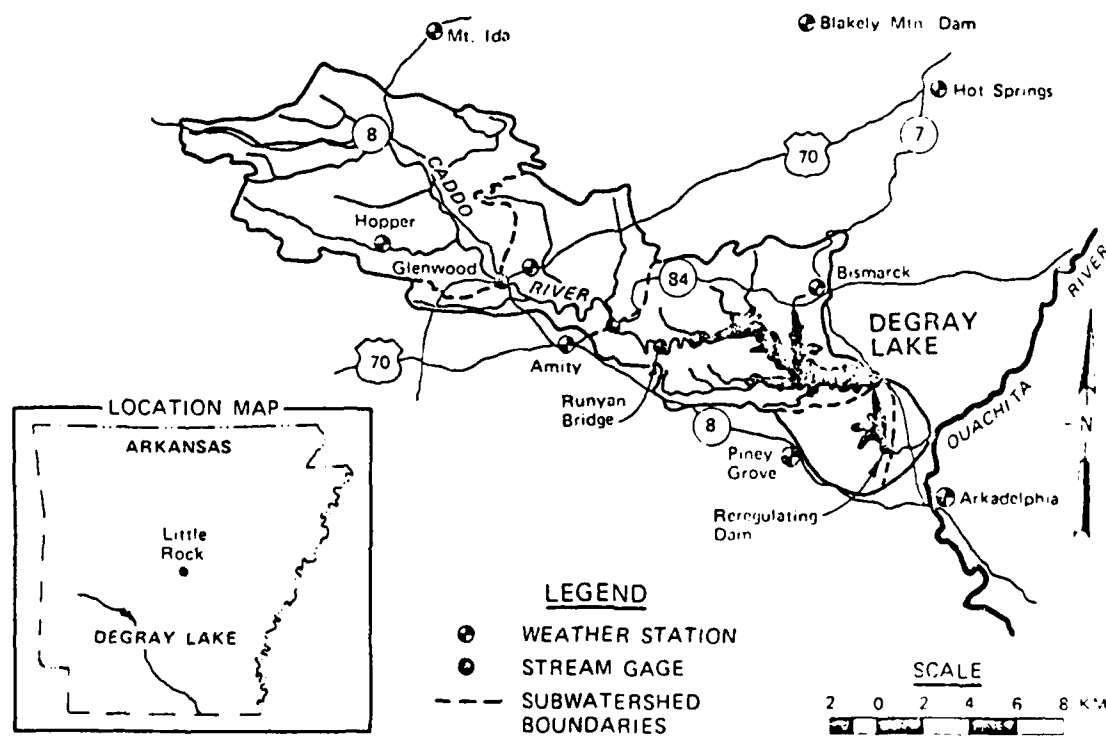 Mt. Ida
Blakely Mtn. Dam
Hot Springs
8
7
70
CADDO
Hopper
Glenwood
RIVER
84
Bismarck
RIVER
DEGRAY
LAKE
70
Amity
Runyan
Bridge
OUACHITA
N
8
Piney
Grove
Arkadelphia
Reregulating
Dam
LOCATION MAP
ARKANSAS
Little
Rock
DEGRAY LAKE
LEGEND
WEATHER STATION
STREAM GAGE
SUBWATERSHED
BOUNDARIES
SCALE
2 0 2 4 6 8 KM